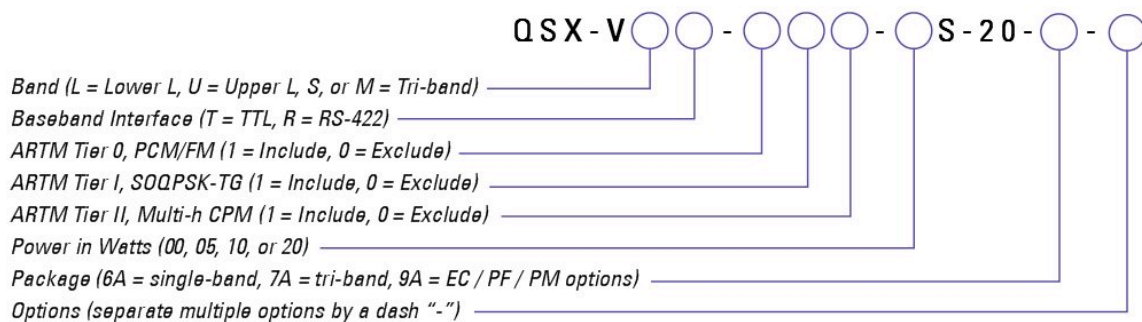 QSX-V - - S-20- -
Band (L = Lower L, U = Upper L, S, or M = Tri-band)
Baseband Interface (T = TTL, R = RS-422)
ARTM Tier 0, PCM/FM (1 = Include, 0 = Exclude)
ARTM Tier I, SOQPSK-TG (1 = Include, 0 = Exclude)
ARTM Tier II, Multi-h CPM (1 = Include, 0 = Exclude)
Power in Watts (00, 05, 10, or 20)
Package (6A = single-band, 7A = tri-band, 9A = EC / PF / PM options)
Options (separate multiple options by a dash “-”)